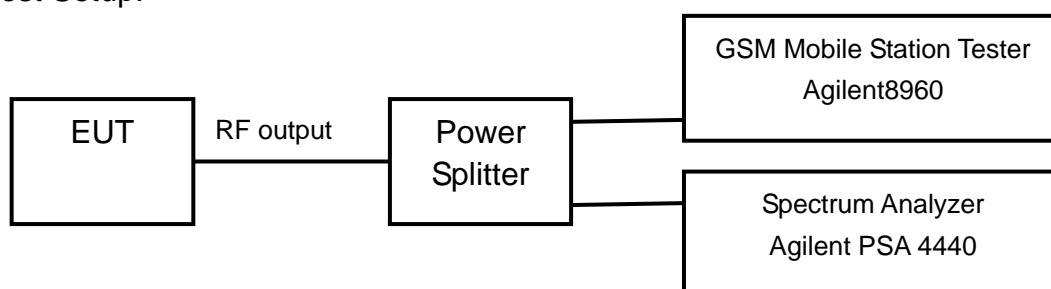 EUT
RF output
Power
Splitter
GSM Mobile Station Tester
Agilent8960
Spectrum Analyzer
Agilent PSA 4440